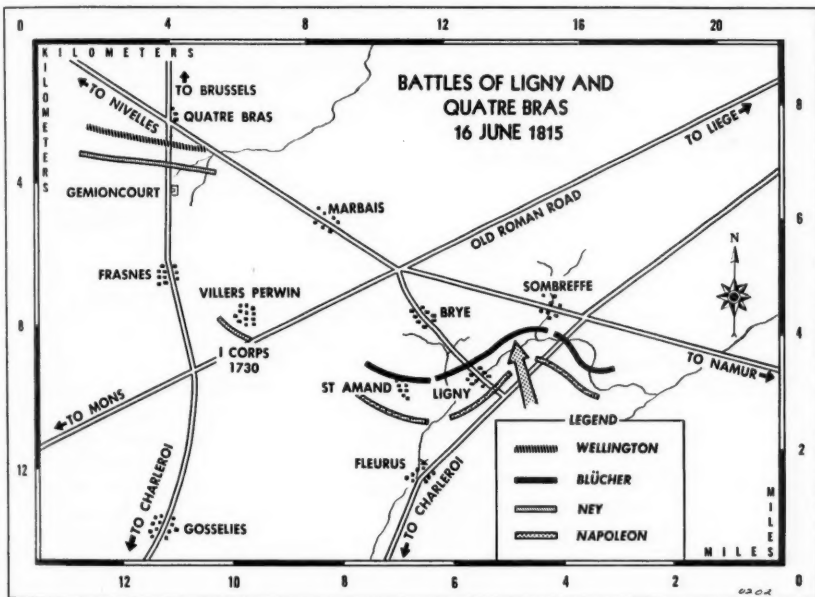 0 4 8 12 16 20
KILOMETERS
KILOMETERS
BATTLES OF LIGNY AND
QUATRE BRAS
16 JUNE 1815
TO BRUSSELS
TO NIVELLES
QUATRE BRAS
8
TO LIEGE
4
GEMIONCOURT
MARBAIS
6
OLD ROMAN ROAD
N
FRASNES
VILLERS PERWIN
SOMBREFFE
BRYE
8
4
I CORPS
1730
TO NAMUR
ST AMAND
LIGNY
TO MONS
LEGEND
WELLINGTON
2
FLEURUS
BLÜCHER
12
TO CHARLEROI
TO CHARLEROI
NEY
GOSSELIES
NAPOLEON
MILES
MILES
12 10 8 6 4 2 0
0202